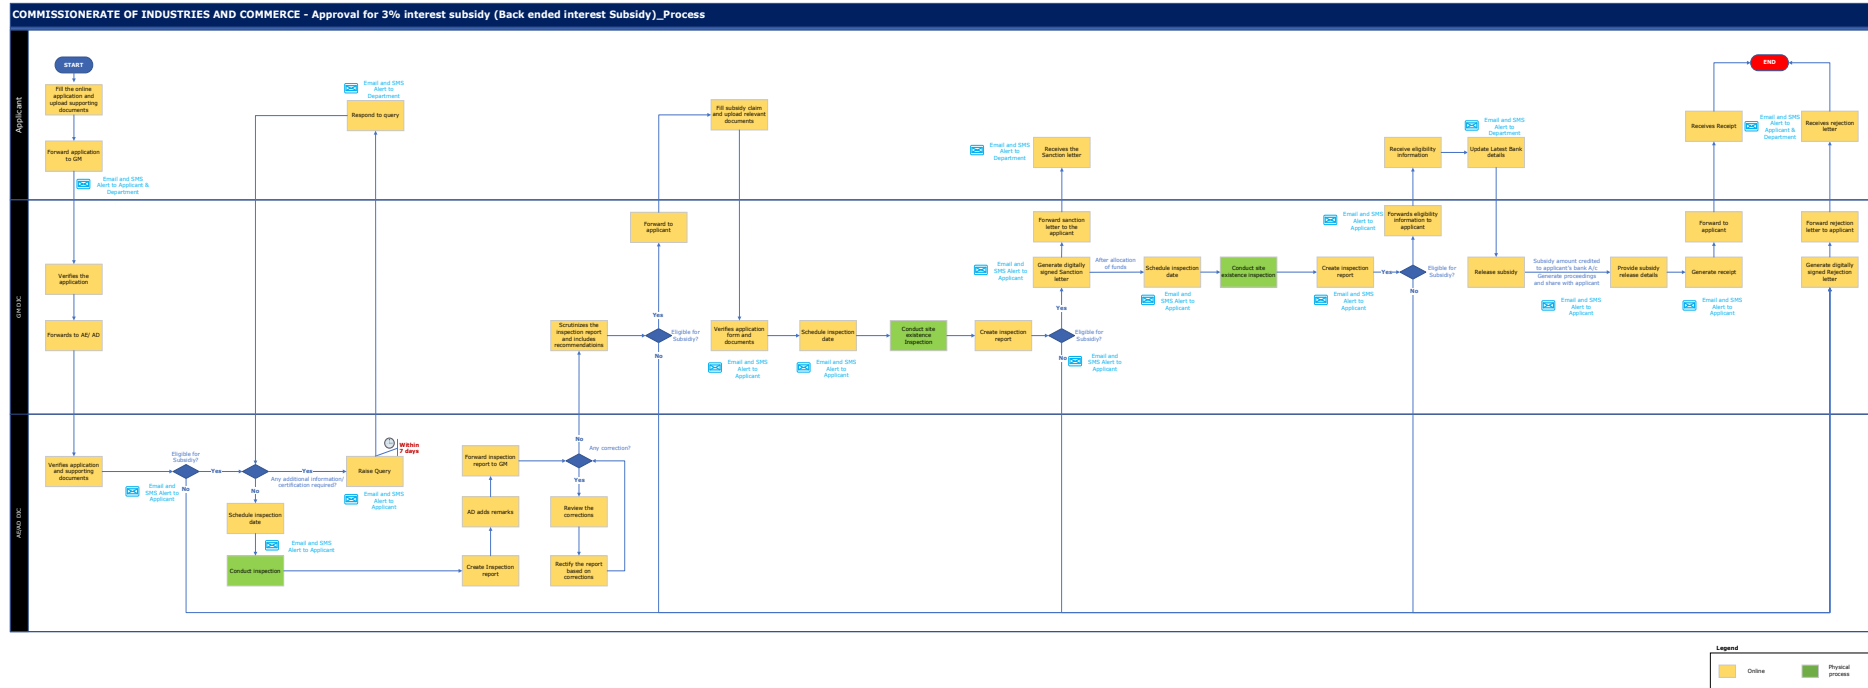 COMMISSIONERATE OF INDUSTRIES AND COMMERCE - Approval for 3% interest subsidy (Back ended interest Subsidy)_Process
Applicant
START
Fill the online
application and
upload supporting
documents
Forward application
to GM
Email and SMS
Alert to Applicant &
Department
Email and SMS
Alert to
Department
Respond to query
Fill subsidy claim
and upload relevant
documents
Email and SMS
Alert to
Department
Receives the
Sanction letter
Receive eligibility
information
Email and SMS
Alert to
Department
Update Latest Bank
details
END
Receives Receipt
Email and SMS
Alert to
Applicant &
Department
Receives rejection
letter
GM DIC
Verifies the
application
Forwards to AE/ AD
Scrutinizes the
inspection report
and includes
recommendatioins
Forward to
applicant
Yes
Eligible for
Subsidy?
No
Verifies application
form and
documents
Email and SMS
Alert to
Applicant
Schedule inspection
date
Email and SMS
Alert to
Applicant
Conduct site
existence
Inspection
Create inspection
report
Forward sanction
letter to the
applicant
Email and
SMS Alert to
Applicant
Generate digitally
signed Sanction
letter
Yes
Eligible for
Subsidy?
No
Email and
SMS Alert to
Applicant
After allocation
of funds
Schedule inspection
date
Email and
SMS Alert to
Applicant
Conduct site
existence inspection
Create inspection
report
Email and SMS
Alert to
Applicant
Email and SMS
Alert to
Applicant
Forwards eligibility
information to
applicant
Yes
Eligible for
Subsidy?
No
Release subsidy
Subsidy amount credited
to applicant's bank A/c
Generate proceedings
and share with applicant
Email and SMS
Alert to
Applicant
Provide subsidy
release details
Forward to
applicant
Generate receipt
Email and SMS
Alert to
Applicant
Forward rejection
letter to applicant
Generate digitally
signed Rejection
letter
AE/AD DIC
Verifies application
and supporting
documents
Email and
SMS Alert to
Applicant
Eligible for
Subsidy?
Yes
No
Yes
Any additional information/
certification required?
No
Within
7 days
Raise Query
Email and SMS
Alert to
Applicant
Schedule inspection
date
Email and SMS
Alert to Applicant
Conduct inspection
Forward inspection
report to GM
AD adds remarks
Create Inspection
report
No
Any correction?
Yes
Review the
corrections
Rectify the report
based on
corrections
Legend
Online
Physical
process